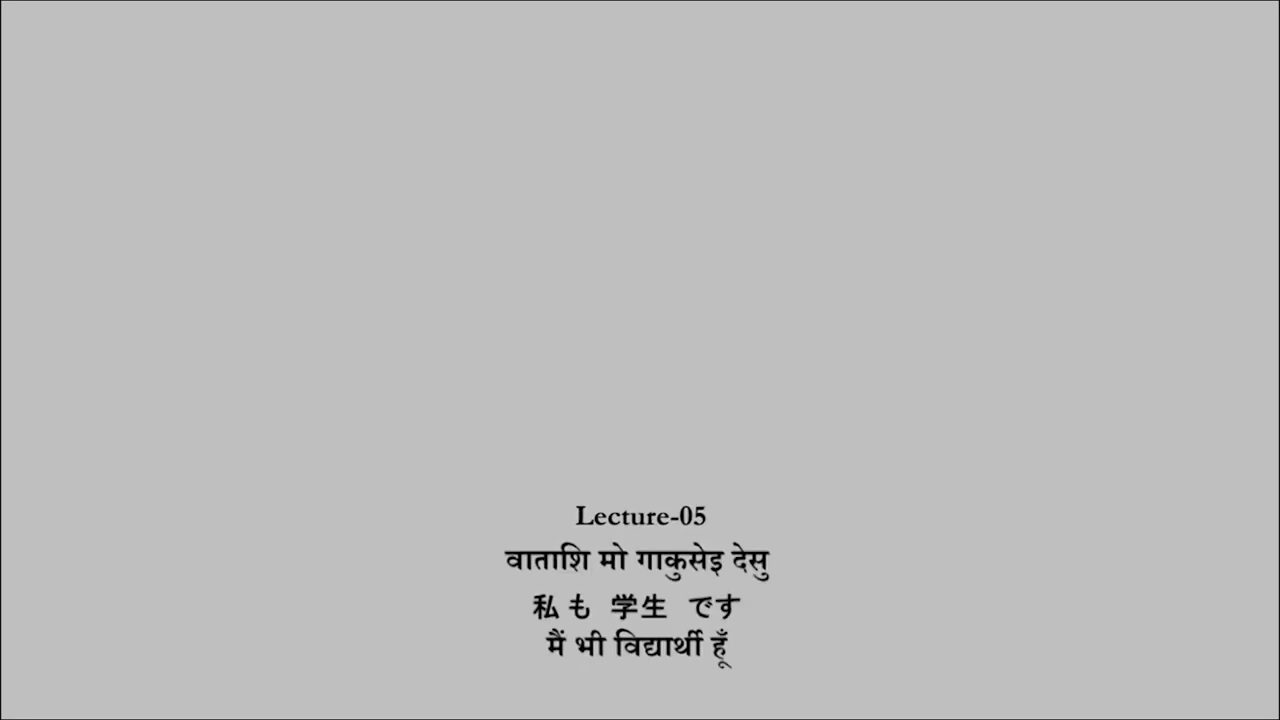 Lecture-05
वाताशि मो गाकुसेइ देसु
私 も 学生 です
मैं भी विद्यार्थी हूँ